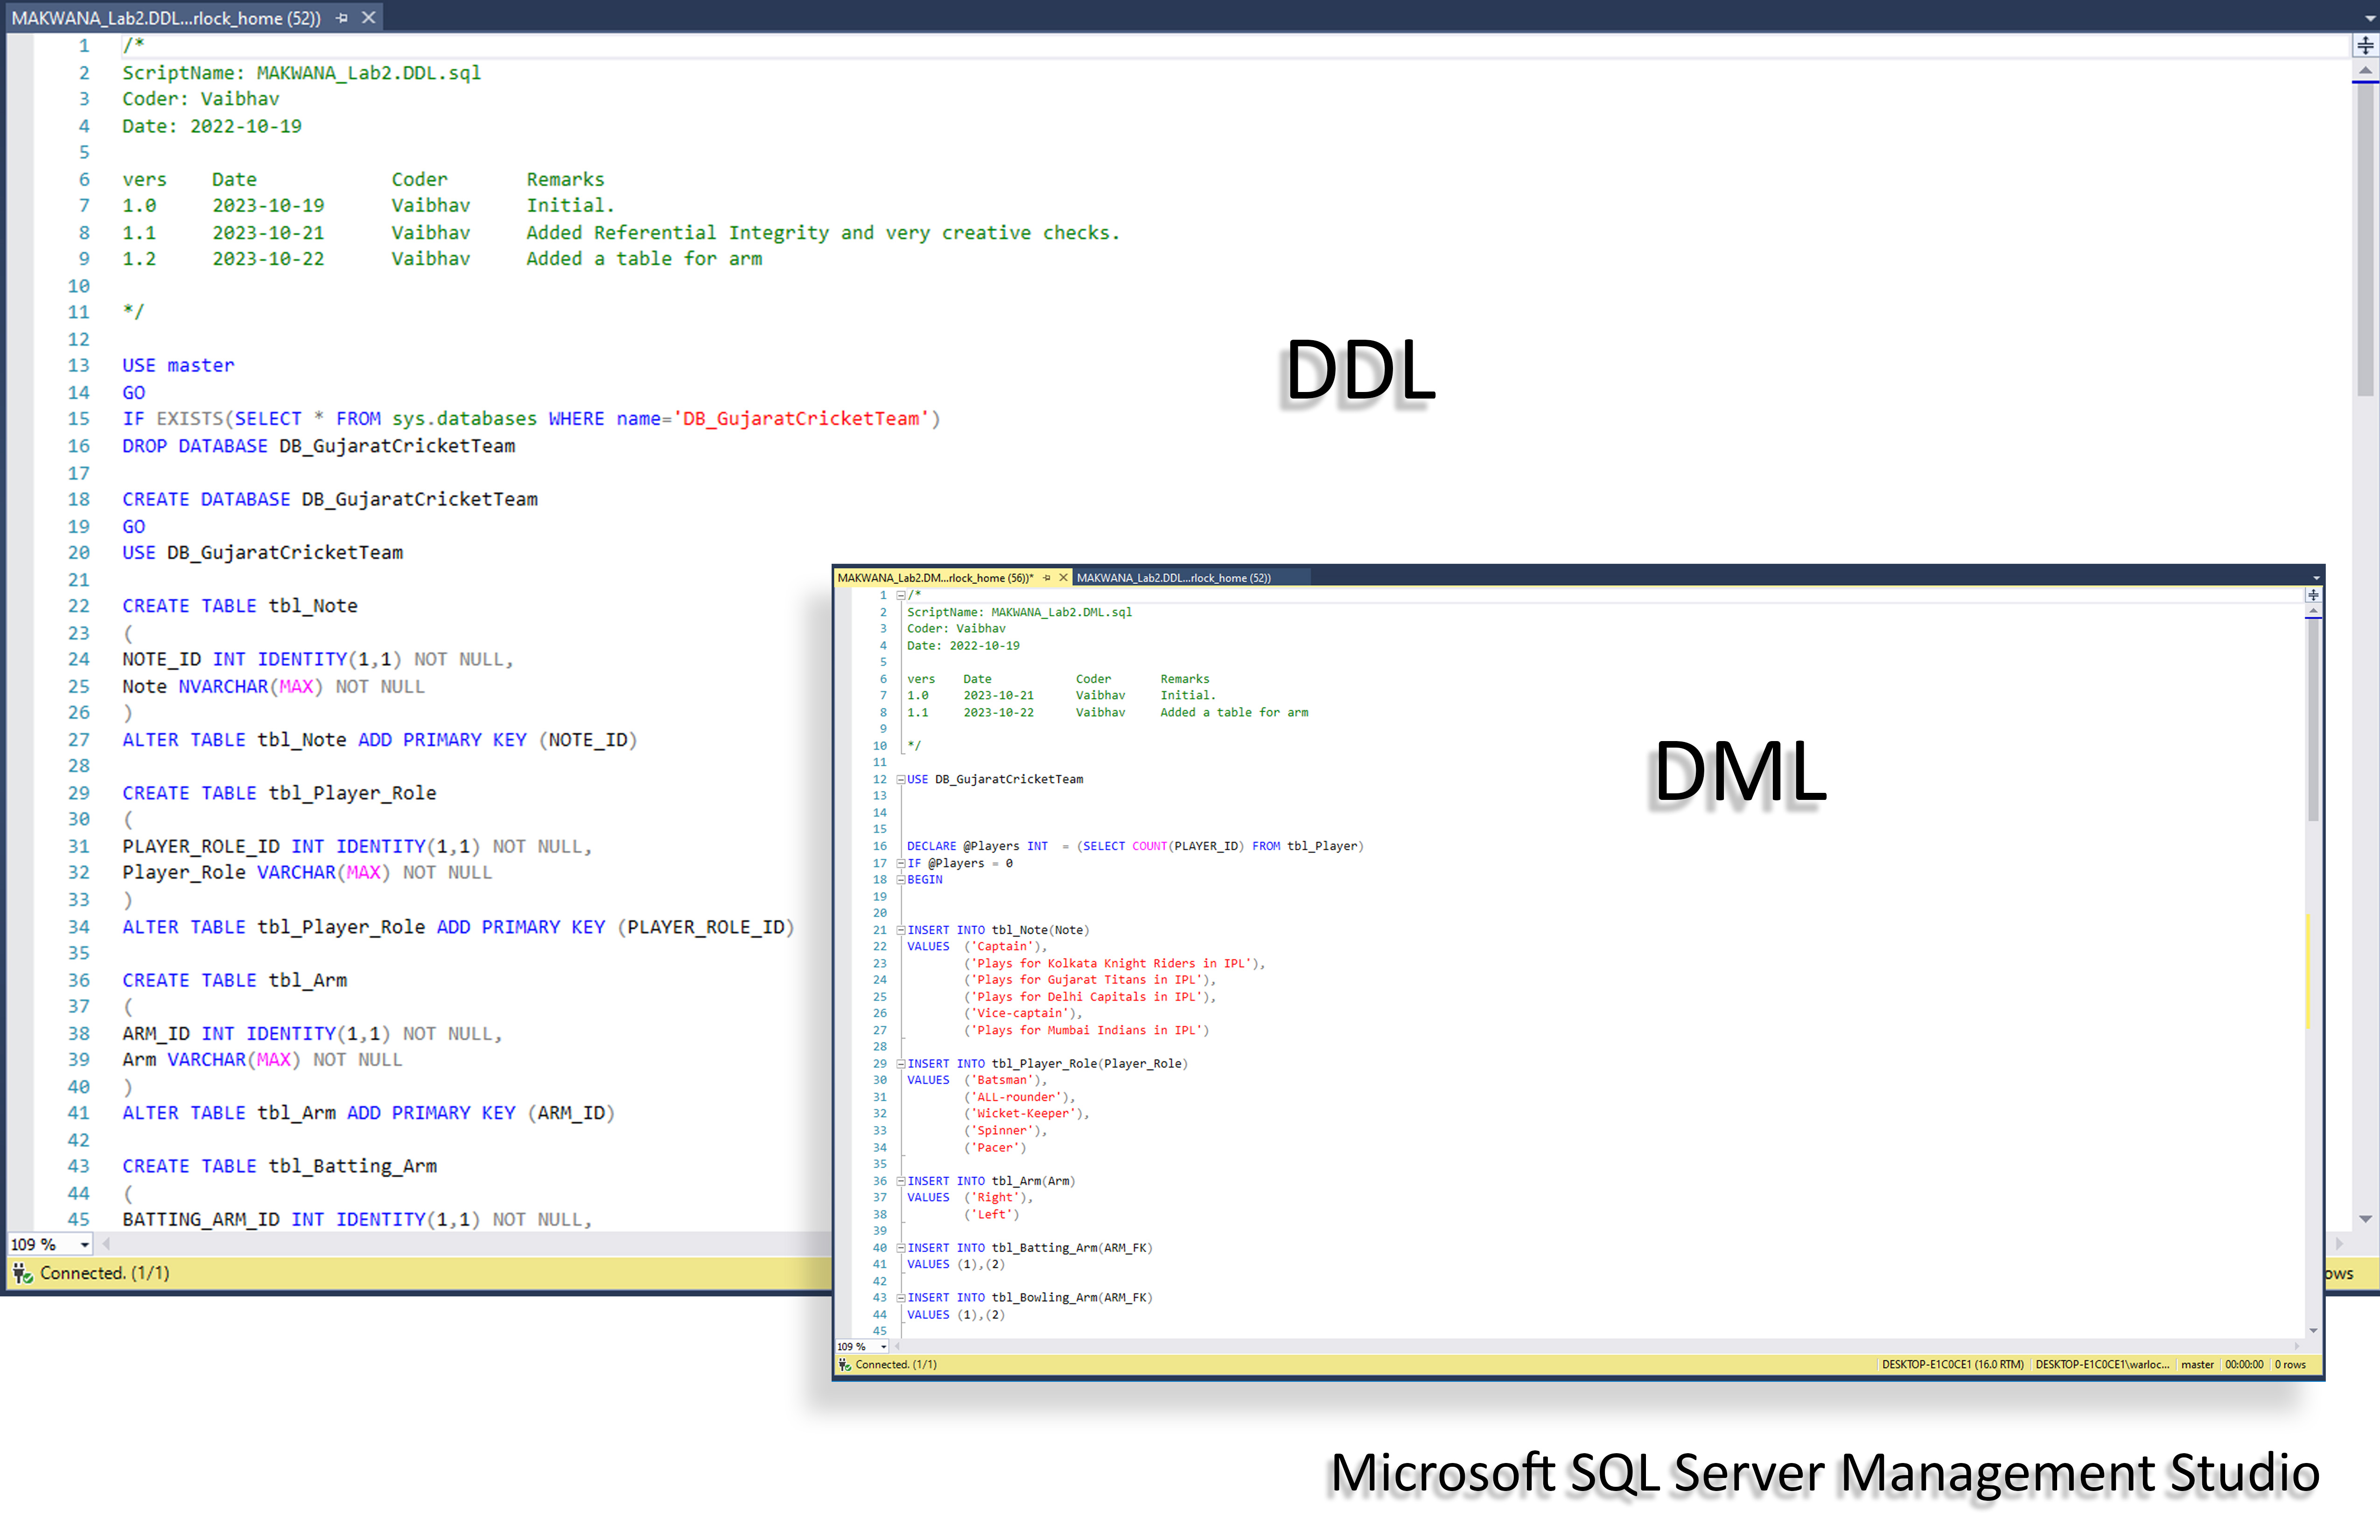 MAKWANA_Lab2.DDL...rlock_home (52))
1 /*
2 ScriptName: MAKWANA_Lab2.DDL.sql
3 Coder: Vaibhav
4 Date: 2022-10-19
5
6 vers Date Coder Remarks
7 1.0 2023-10-19 Vaibhav Initial.
8 1.1 2023-10-21 Vaibhav Added Referential Integrity and very creative checks.
9 1.2 2023-10-22 Vaibhav Added a table for arm
10
11 */
12
13 USE master
14 GO
15 IF EXISTS(SELECT * FROM sys.databases WHERE name='DB_GujaratCricketTeam')
16 DROP DATABASE DB_GujaratCricketTeam
17
18 CREATE DATABASE DB_GujaratCricketTeam
19 GO
20 USE DB_GujaratCricketTeam
21
22 CREATE TABLE tbl_Note
23 (
24 NOTE_ID INT IDENTITY(1,1) NOT NULL,
25 Note NVARCHAR(MAX) NOT NULL
26 )
27 ALTER TABLE tbl_Note ADD PRIMARY KEY (NOTE_ID)
28
29 CREATE TABLE tbl_Player_Role
30 (
31 PLAYER_ROLE_ID INT IDENTITY(1,1) NOT NULL,
32 Player_Role VARCHAR(MAX) NOT NULL
33 )
34 ALTER TABLE tbl_Player_Role ADD PRIMARY KEY (PLAYER_ROLE_ID)
35
36 CREATE TABLE tbl_Arm
37 (
38 ARM_ID INT IDENTITY(1,1) NOT NULL,
39 Arm VARCHAR(MAX) NOT NULL
40 )
41 ALTER TABLE tbl_Arm ADD PRIMARY KEY (ARM_ID)
42
43 CREATE TABLE tbl_Batting_Arm
44 (
45 BATTING_ARM_ID INT IDENTITY(1,1) NOT NULL,
109 %
Connected. (1/1)
ows
DDL
MAKWANA_Lab2.DM...rlock_home (56))* MAKWANA_Lab2.DDL...rlock_home (52))
1 /*
2 ScriptName: MAKWANA_Lab2.DML.sql
3 Coder: Vaibhav
4 Date: 2022-10-19
5
6 vers Date Coder Remarks
7 1.0 2023-10-21 Vaibhav Initial.
8 1.1 2023-10-22 Vaibhav Added a table for arm
9
10 */
11
12 USE DB_GujaratCricketTeam
13
14
15
16 DECLARE @Players INT = (SELECT COUNT(PLAYER_ID) FROM tbl_Player)
17 IF @Players = 0
18 BEGIN
19
20
21 INSERT INTO tbl_Note(Note)
22 VALUES ('Captain'),
23 ('Plays for Kolkata Knight Riders in IPL'),
24 ('Plays for Gujarat Titans in IPL'),
25 ('Plays for Delhi Capitals in IPL'),
26 ('Vice-captain'),
27 ('Plays for Mumbai Indians in IPL')
28
29 INSERT INTO tbl_Player_Role(Player_Role)
30 VALUES ('Batsman'),
31 ('ALL-rounder'),
32 ('Wicket-Keeper'),
33 ('Spinner'),
34 ('Pacer')
35
36 INSERT INTO tbl_Arm(Arm)
37 VALUES ('Right'),
38 ('Left')
39
40 INSERT INTO tbl_Batting_Arm(ARM_FK)
41 VALUES (1),(2)
42
43 INSERT INTO tbl_Bowling_Arm(ARM_FK)
44 VALUES (1),(2)
45
109 %
Connected. (1/1) DESKTOP-E1C0CE1 (16.0 RTM) DESKTOP-E1C0CE1\warloc... master 00:00:00 0 rows
DML
Microsoft SQL Server Management Studio